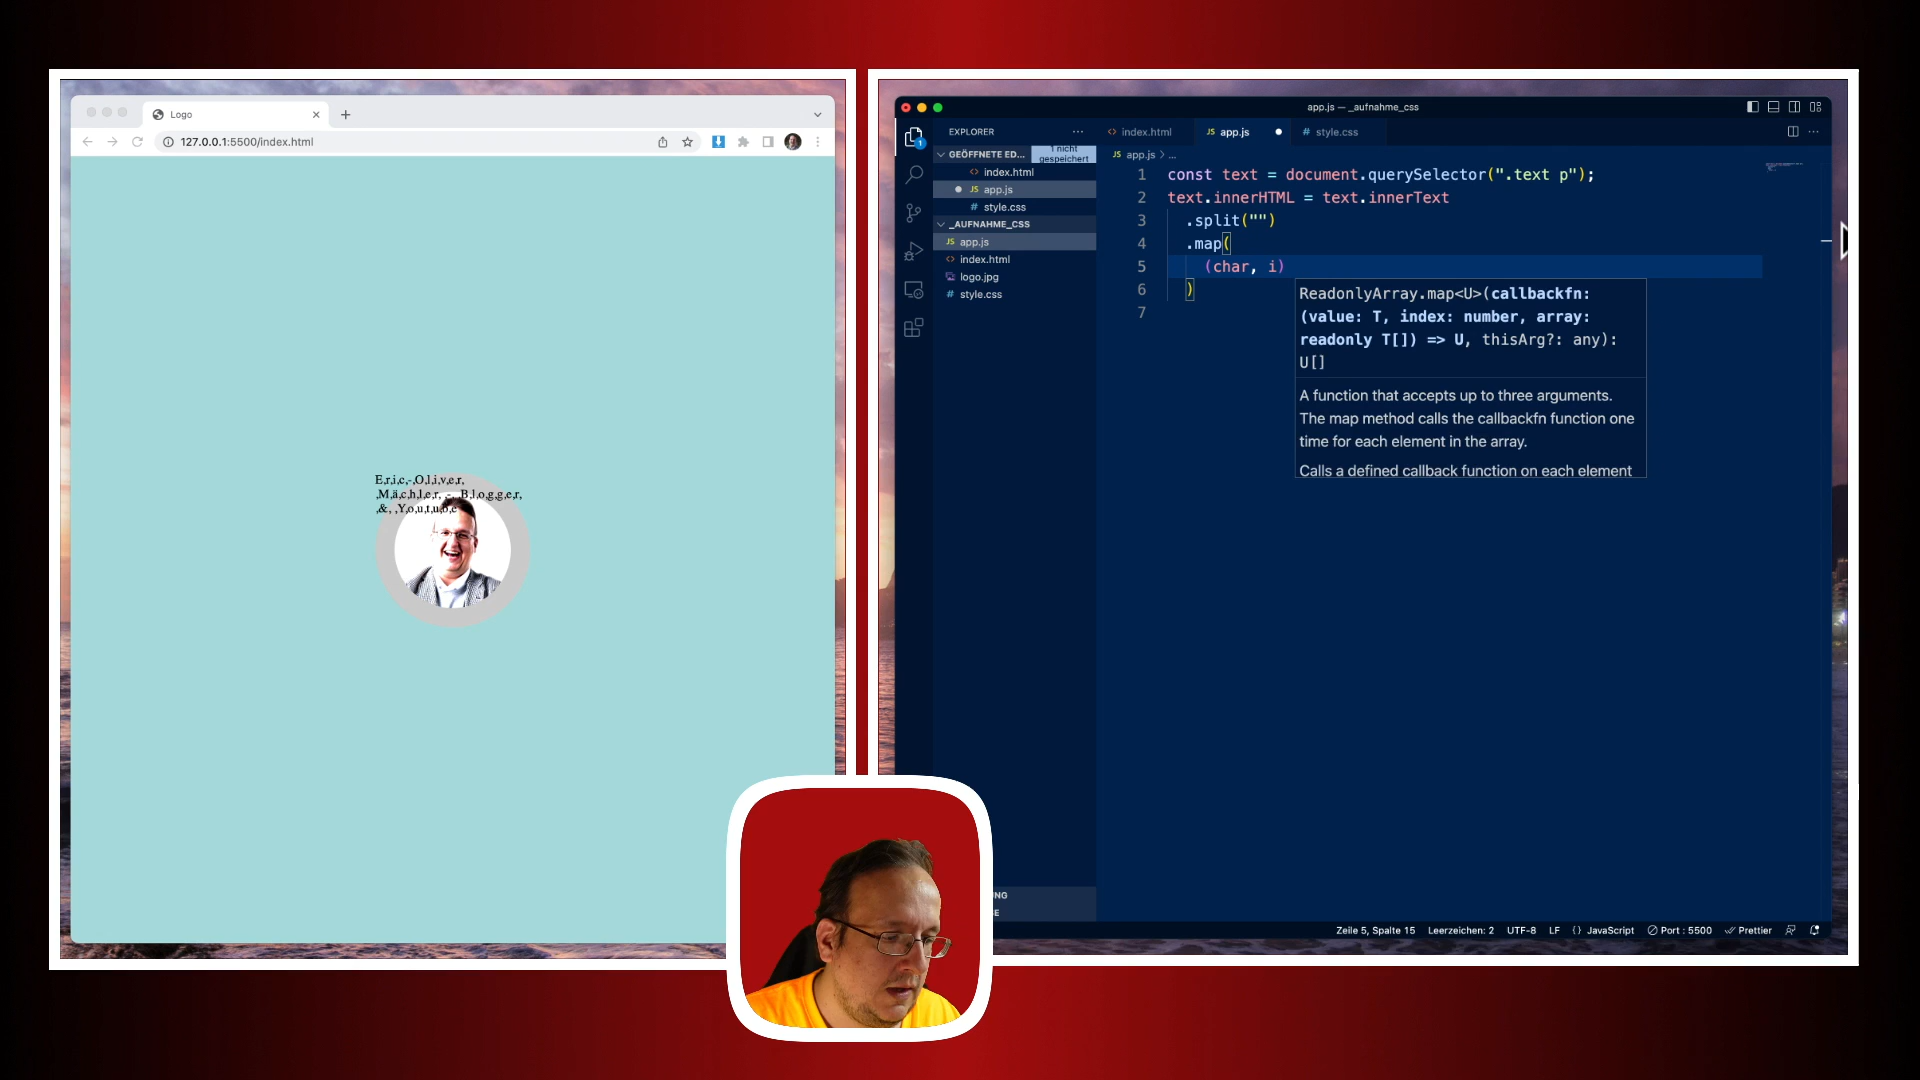 Logo
127.0.0.1:5500/index.html
E,r,i,c,-,O,l,i,v,e,r,
,M,ä,c,h,l,e,r, ,-, ,B,l,o,g,g,e,r,
,&, ,Y,o,u,t,u,b,e
app.js — _aufnahme_css
EXPLORER
index.html
app.js
style.css
GEÖFFNETE ED...
1 nicht
gespeichert
index.html
app.js
style.css
_AUFNAHME_CSS
app.js
index.html
logo.jpg
style.css
1
JS app.js > ...
1 const text = document.querySelector(".text p");
2 text.innerHTML = text.innerText
3 .split("")
4 .map(
5 (char, i)
6 )
7
ReadonlyArray.map<U>(callbackfn:
(value: T, index: number, array:
readonly T[]) => U, thisArg?: any):
U[]
A function that accepts up to three arguments.
The map method calls the callbackfn function one
time for each element in the array.
Calls a defined callback function on each element
NG
E
Zeile 5, Spalte 15 Leerzeichen: 2 UTF-8 LF {} JavaScript Port : 5500 Prettier